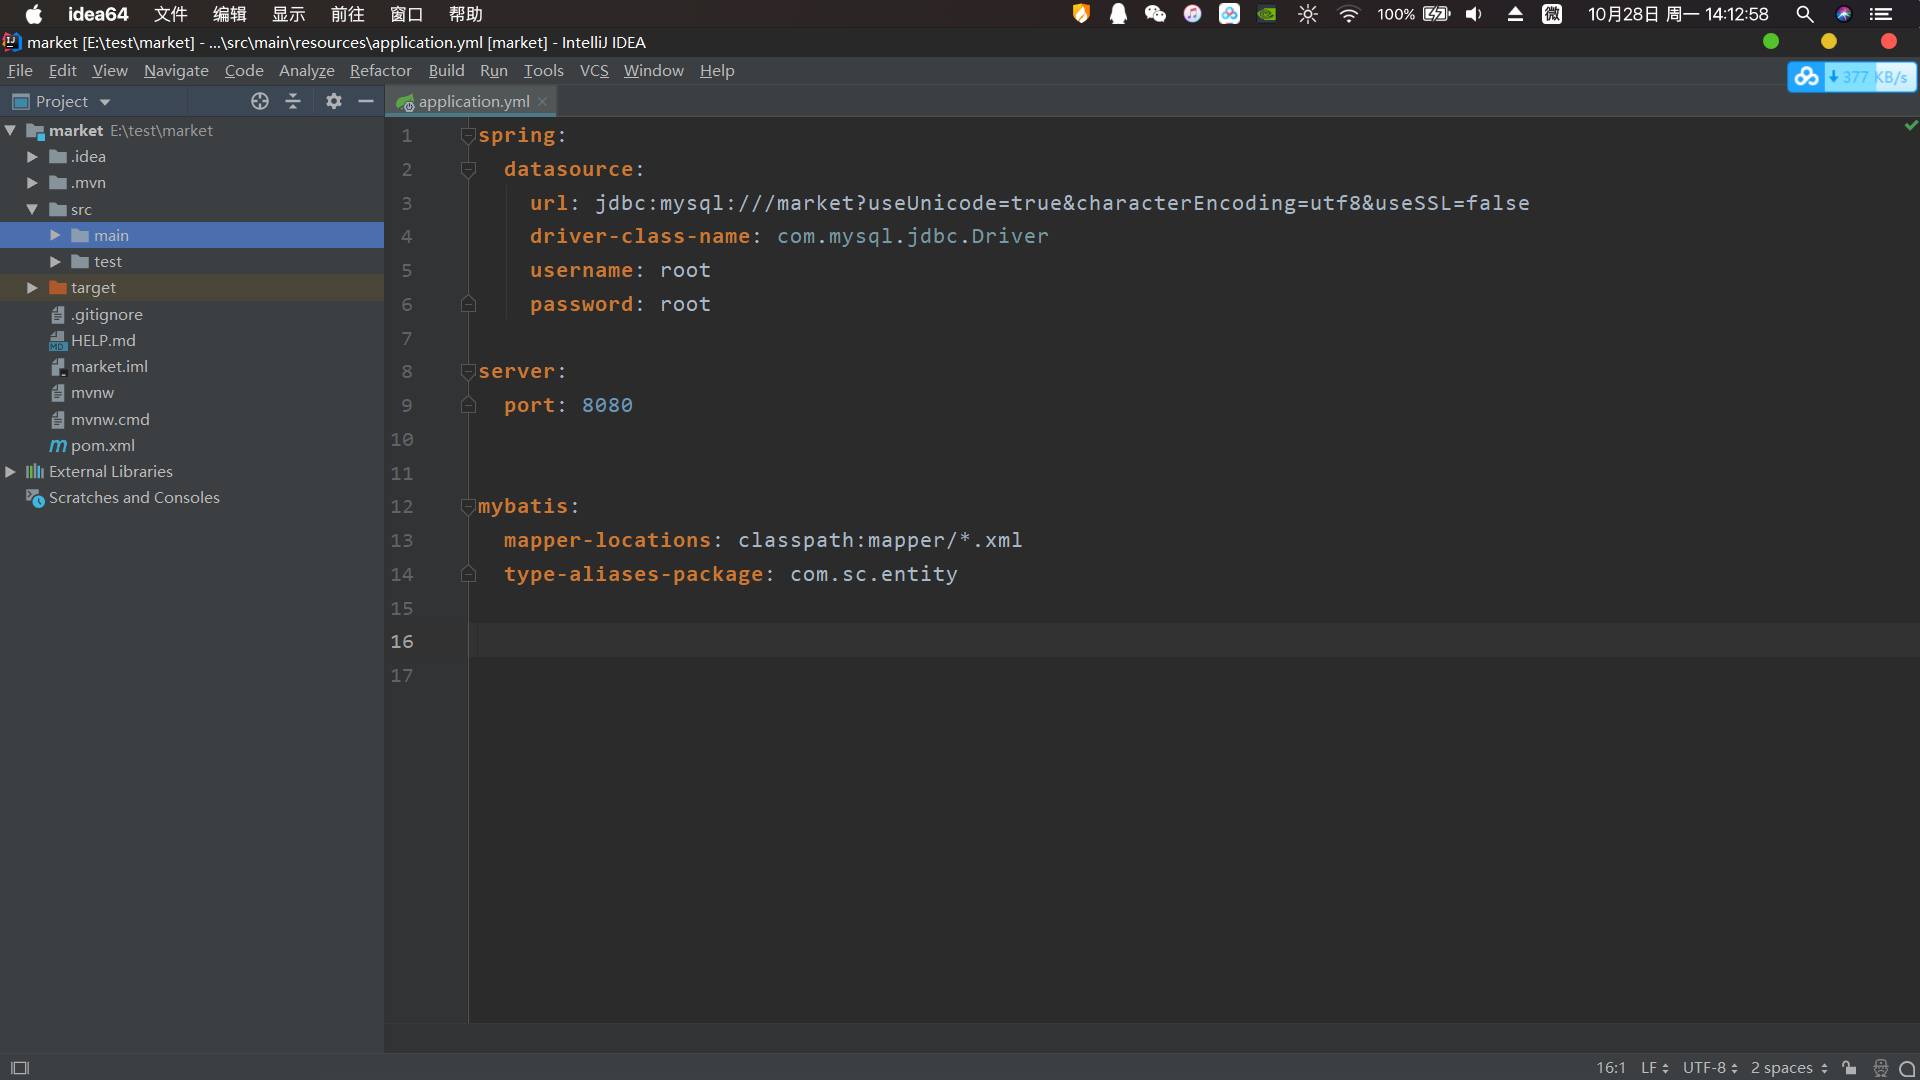 idea64 文件 编辑 显示 前往 窗口 帮助 100% 微 10月28日 周一 14:12:58
market [E:\test\market] - ...\src\main\resources\application.yml [market] - IntelliJ IDEA
File Edit View Navigate Code Analyze Refactor Build Run Tools VCS Window Help
377 KB/s
Project
application.yml
market E:\test\market
.idea
.mvn
src
main
test
target
.gitignore
HELP.md
market.iml
mvnw
mvnw.cmd
pom.xml
External Libraries
Scratches and Consoles
1 spring:
2 datasource:
3 url: jdbc:mysql:///market?useUnicode=true&characterEncoding=utf8&useSSL=false
4 driver-class-name: com.mysql.jdbc.Driver
5 username: root
6 password: root
7
8 server:
9 port: 8080
10
11
12 mybatis:
13 mapper-locations: classpath:mapper/*.xml
14 type-aliases-package: com.sc.entity
15
16
17
16:1 LF UTF-8 2 spaces